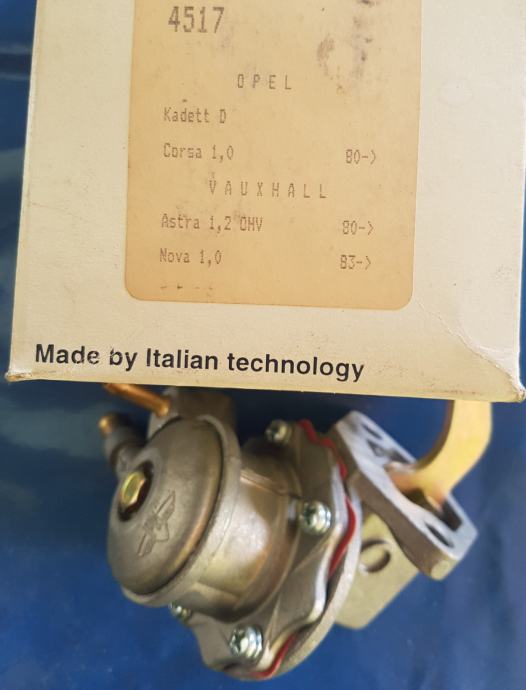 4517
OPEL
Kadett D
Corsa 1,0 80->
VAUXHALL
Astra 1,2 OHV 80->
Nova 1,0 83->
Made by Italian technology